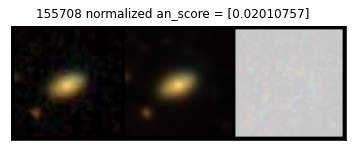 155708 normalized an_score = [0.02010757]